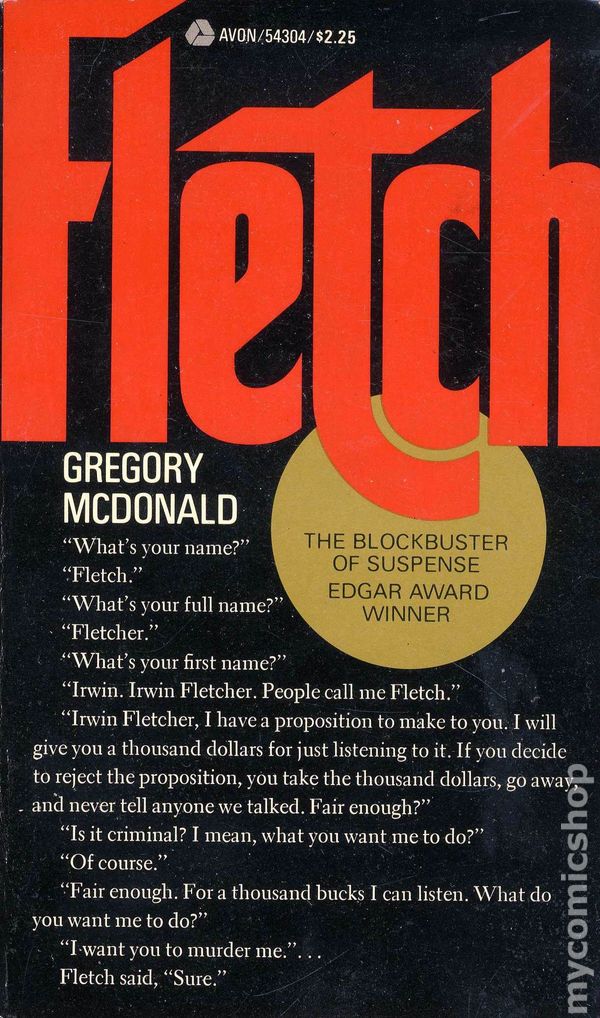 AVON/54304/$2.25
Fletch
GREGORY
MCDONALD
THE BLOCKBUSTER
OF SUSPENSE
EDGAR AWARD
WINNER
"What's your name?"
"Fletch."
"What's your full name?"
"Fletcher."
"What's your first name?"
"Irwin. Irwin Fletcher. People call me Fletch."
"Irwin Fletcher, I have a proposition to make to you. I will
give you a thousand dollars for just listening to it. If you decide
to reject the proposition, you take the thousand dollars, go away,
and never tell anyone we talked. Fair enough?"
"Is it criminal? I mean, what you want me to do?"
"Of course."
"Fair enough. For a thousand bucks I can listen. What do
you want me to do?"
"I want you to murder me."...
Fletch said, "Sure."
mycomicshop